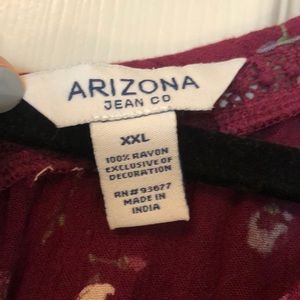 ARIZONA
JEAN CO
XXL
100% RAYON
EXCLUSIVE OF
DECORATION
RN# 93677
MADE IN
INDIA